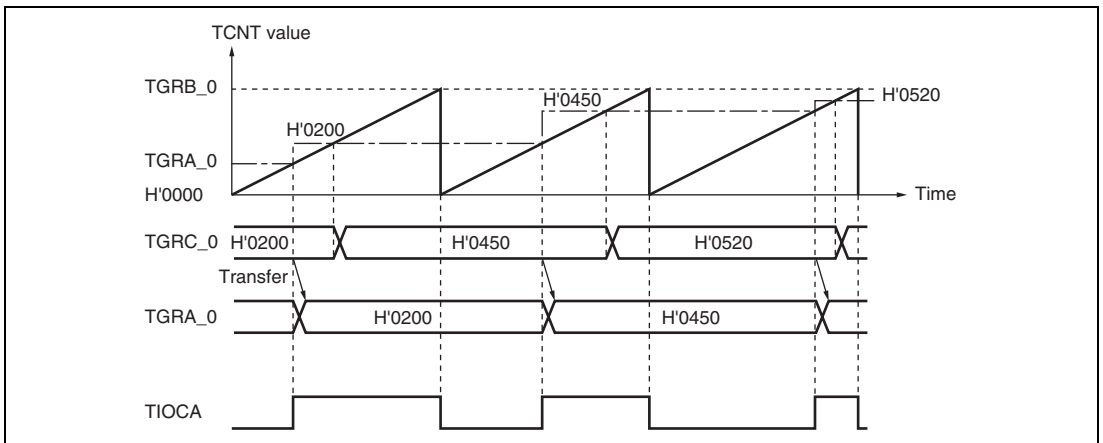 TCNT value
TGRB_0
H'0450
H'0520
H'0200
TGRA_0
H'0000
Time
TGRC_0 H'0200 H'0450 H'0520
Transfer
TGRA_0 H'0200 H'0450
TIOCA